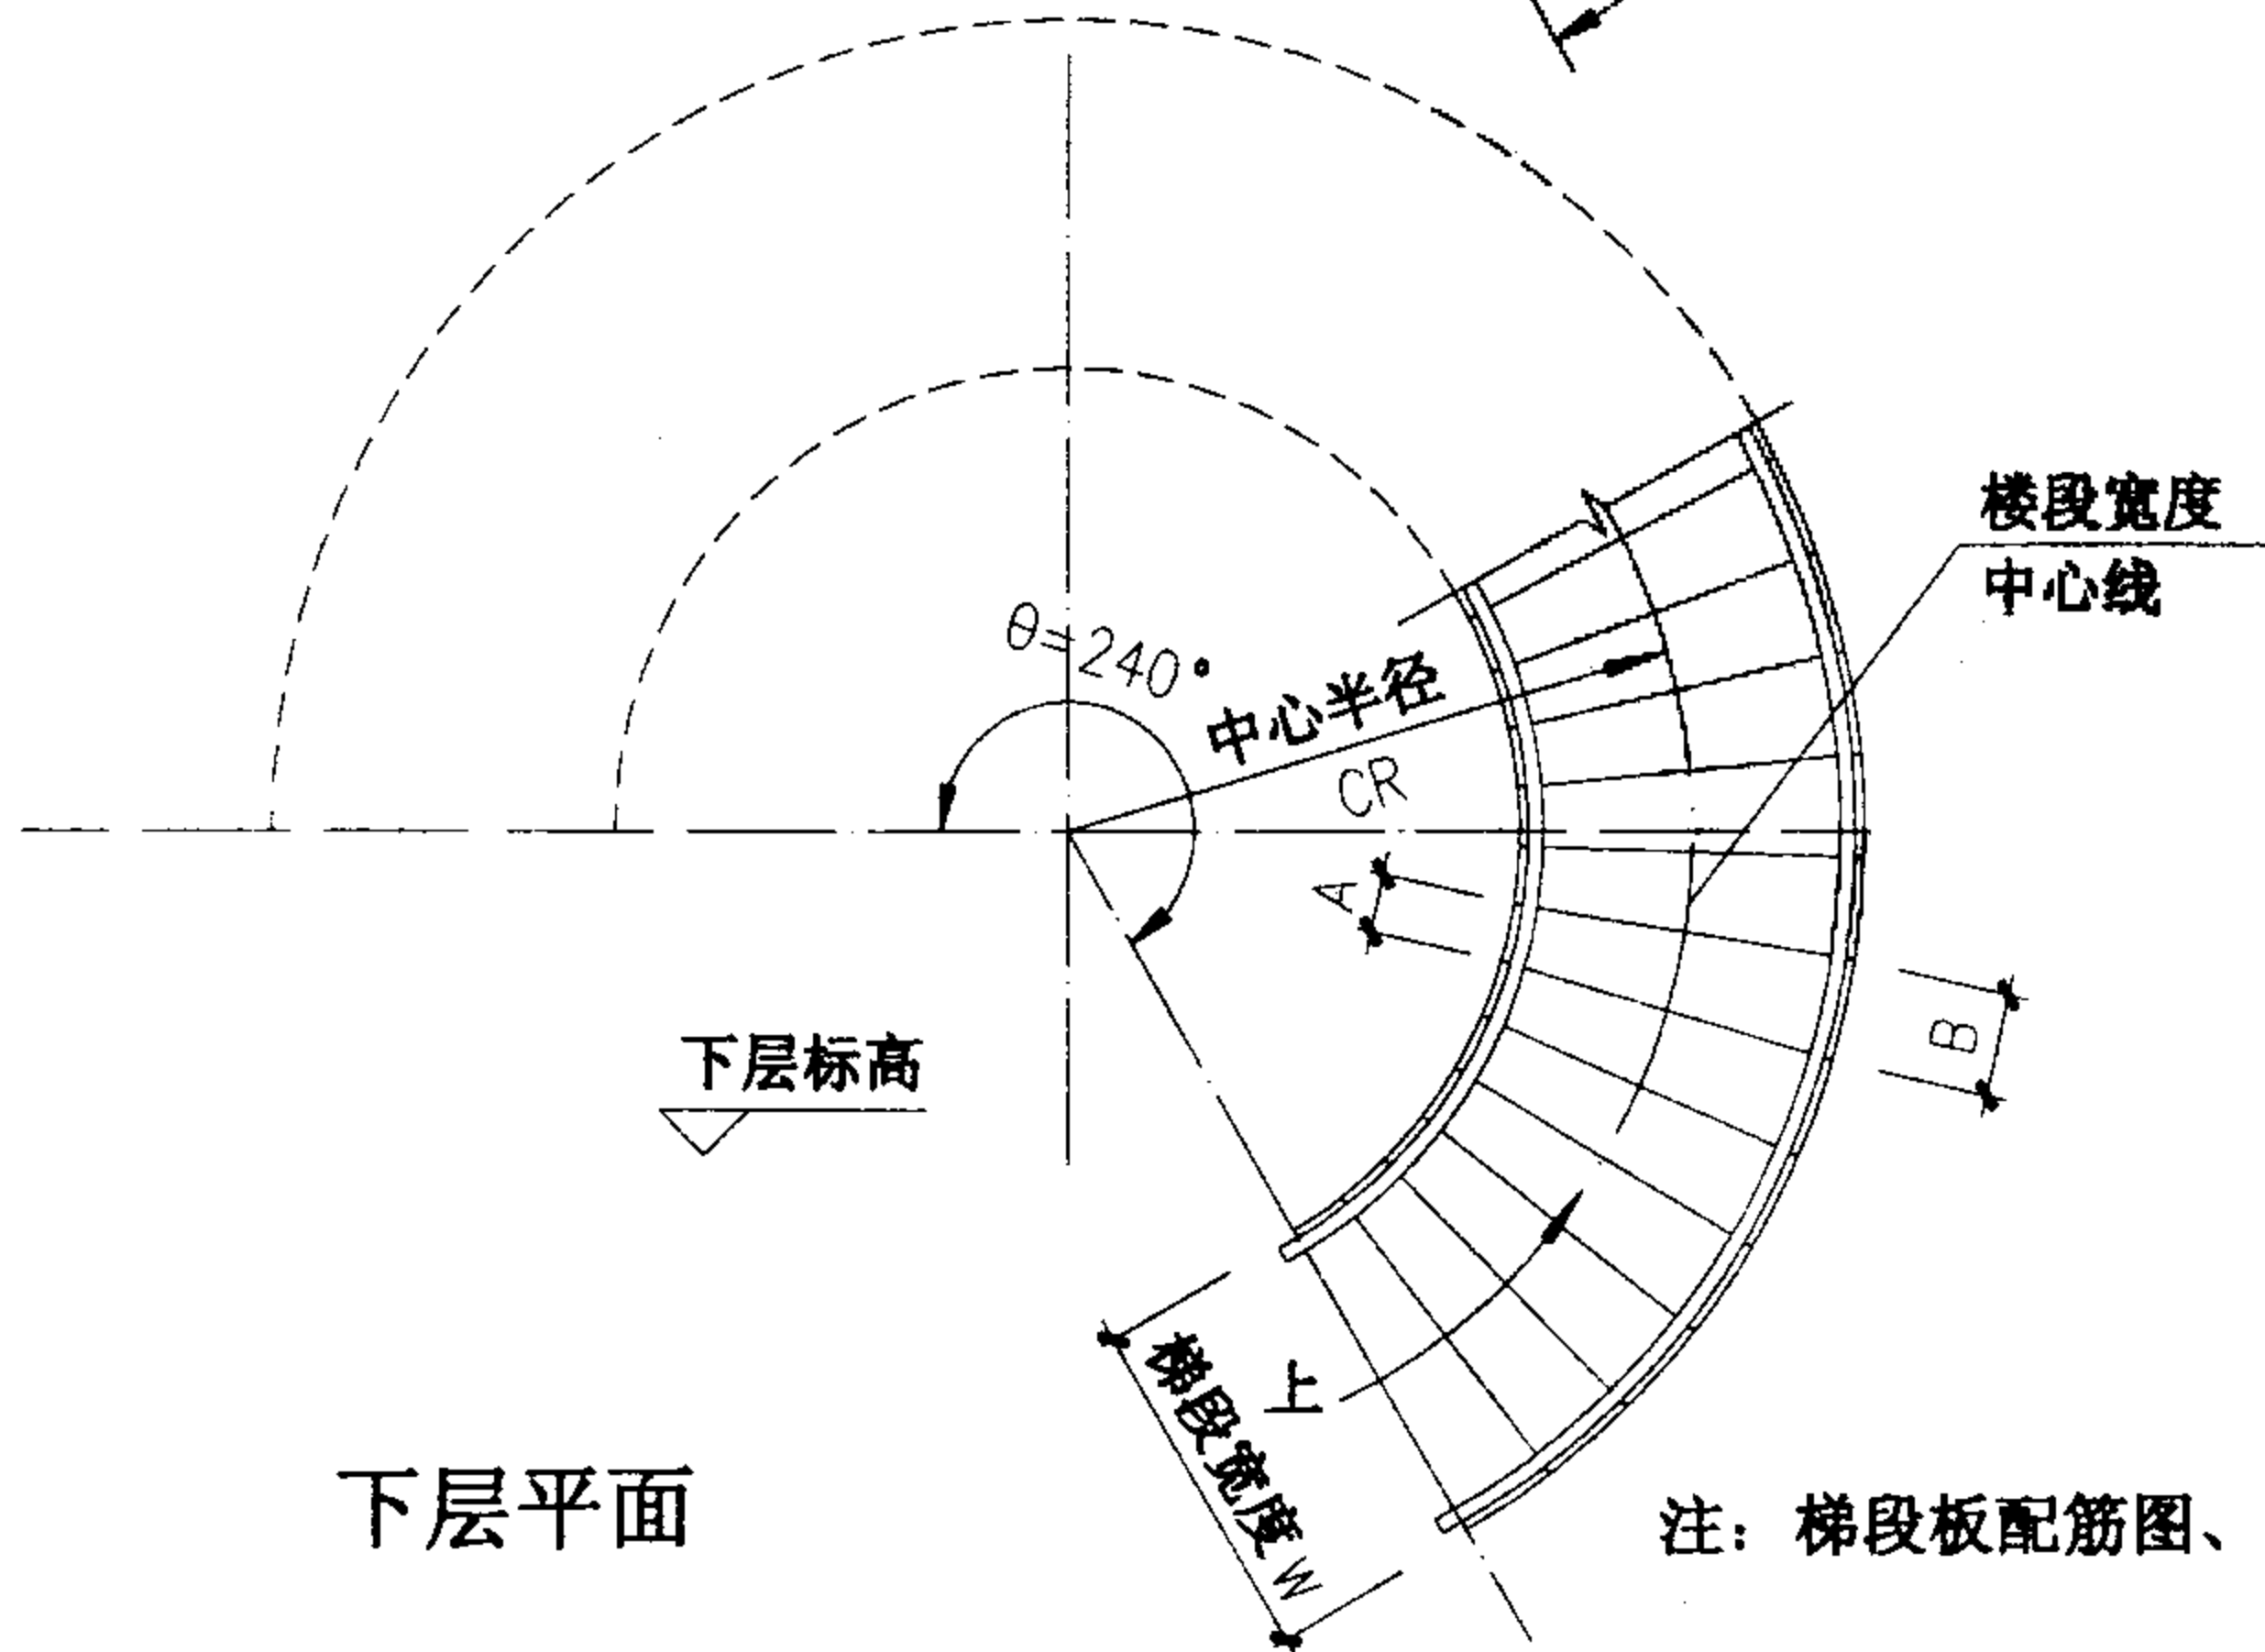 楼段宽度
中心线
θ=240°
中心半径
CR
A
B
下层标高
上
梯段宽度 W
下层平面
注：梯段板配筋图、